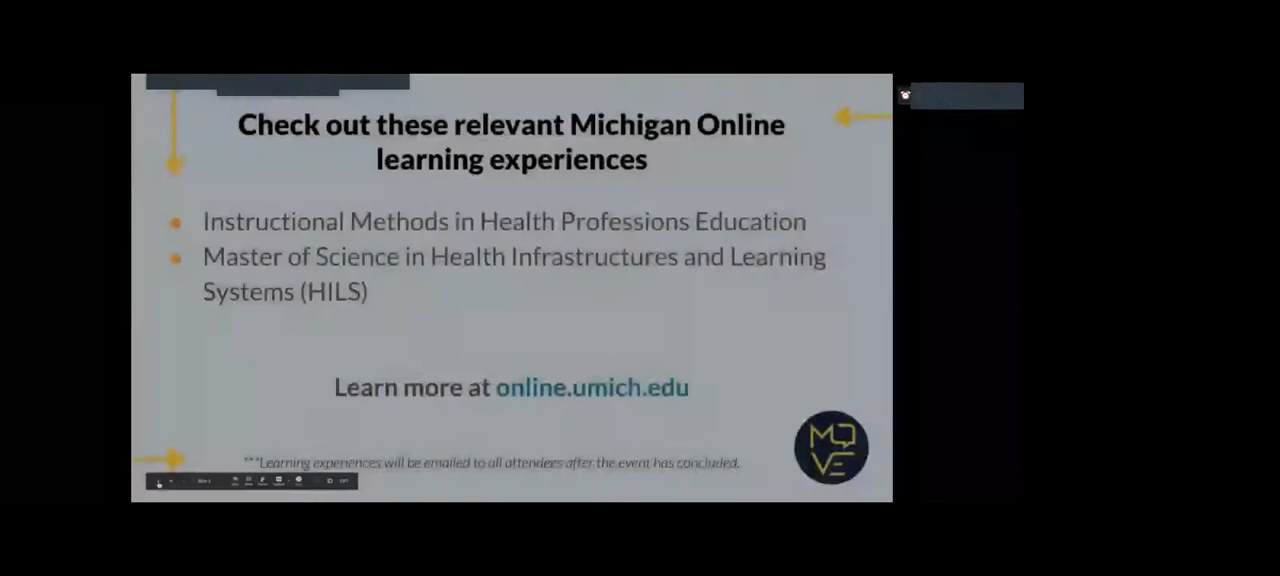 Check out these relevant Michigan Online
learning experiences
Instructional Methods in Health Professions Education
Master of Science in Health Infrastructures and Learning
Systems (HILS)
Learn more at online.umich.edu
***Learning experiences will be emailed to all attendees after the event has concluded.
MO
VE